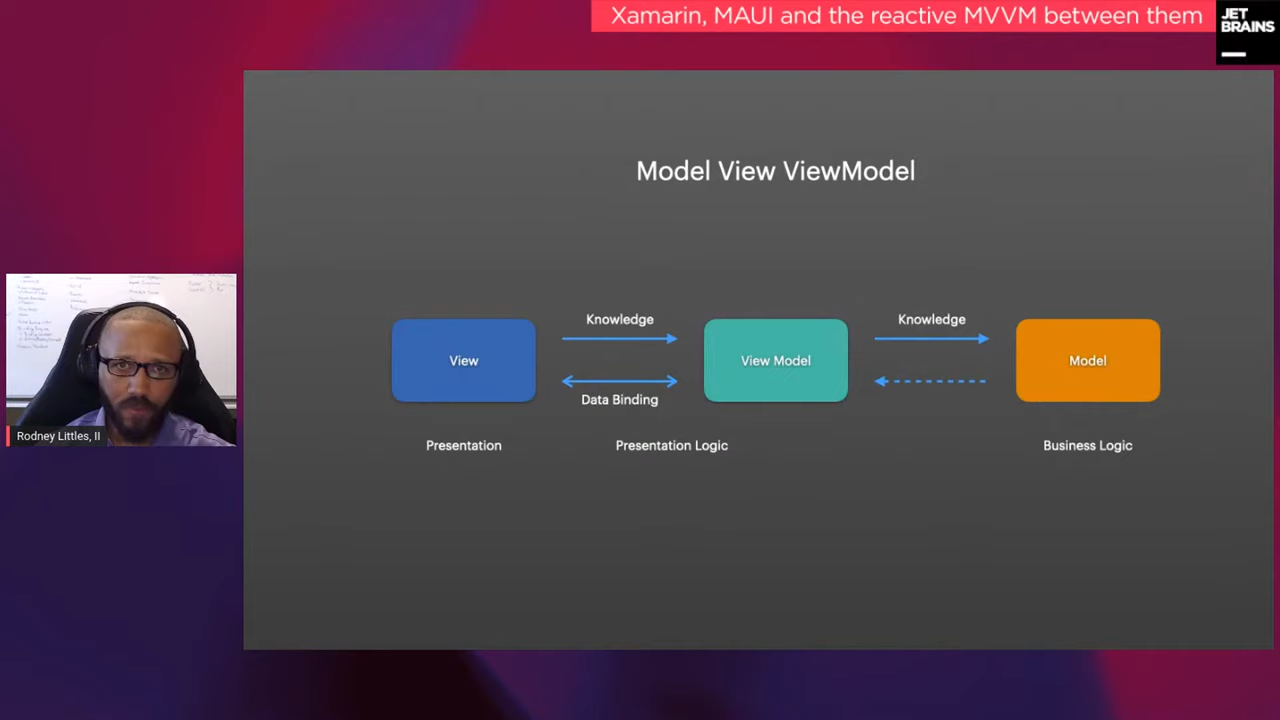 Xamarin, MAUI and the reactive MVVM between them
JET
BRAINS
Model View ViewModel
Knowledge
Knowledge
View
View Model
Model
Data Binding
Presentation
Presentation Logic
Business Logic
Rodney Littles, II